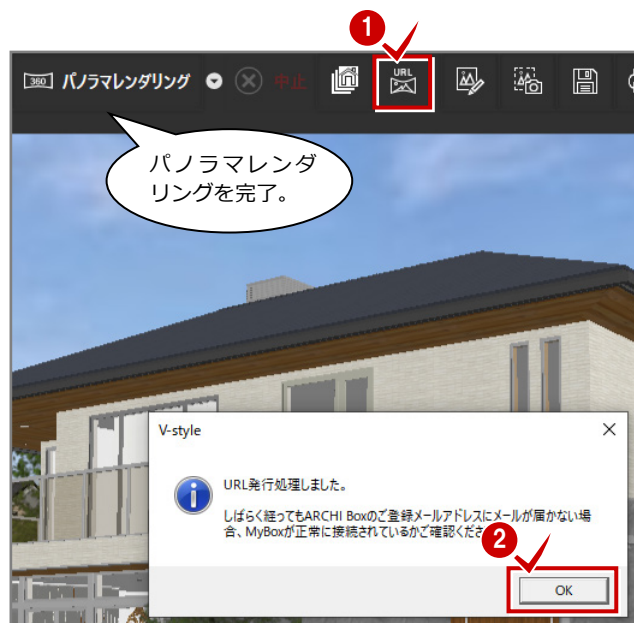 1
360 パノラマレンダリング 中止 URL
パノラマレンダ
リングを完了。
V-style
URL発行処理しました。
しばらく経ってもARCHI Boxのご登録メールアドレスにメールが届かない場
合、MyBoxが正常に接続されているかご確認くださ
2
OK